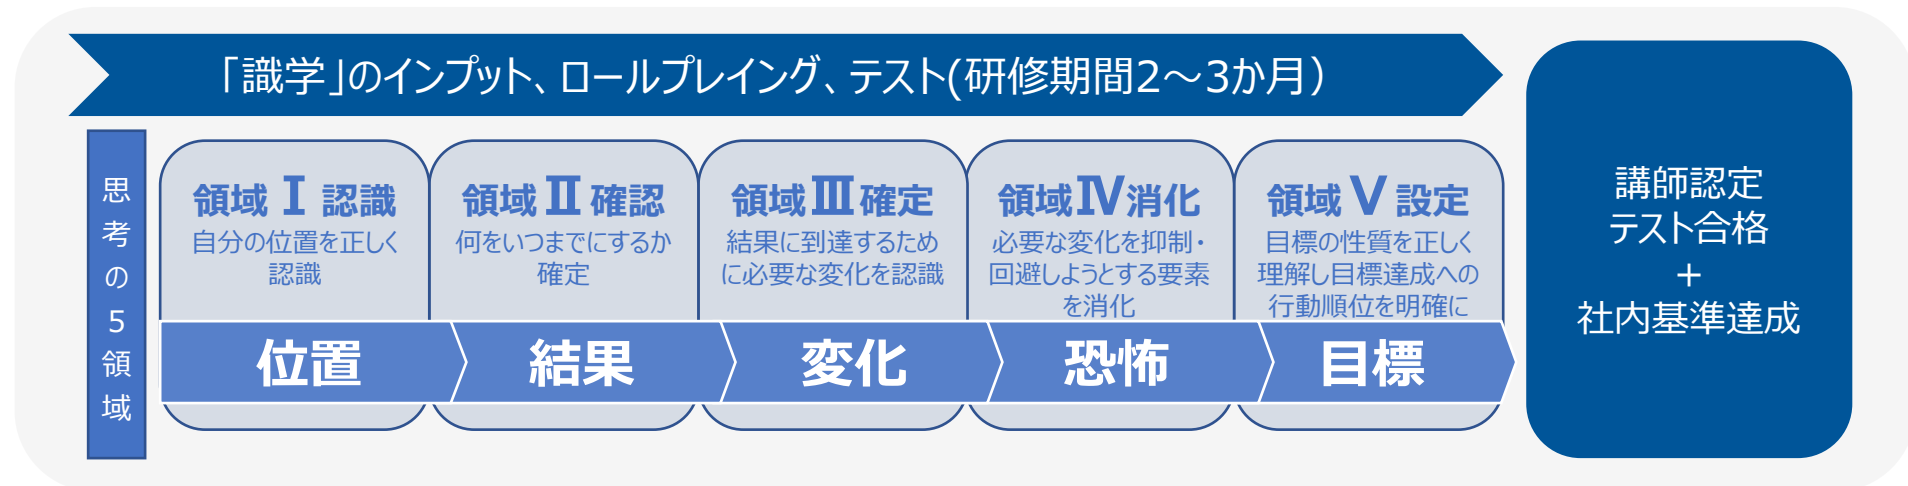 「識学」のインプット、ロールプレイング、テスト(研修期間2～3か月）
思考の5領域
領域Ⅰ認識
自分の位置を正しく
認識
位置
領域Ⅱ確認
何をいつまでにするか
確定
結果
領域Ⅲ確定
結果に到達するため
に必要な変化を認識
変化
領域Ⅳ消化
必要な変化を抑制・
回避しようとする要素
を消化
恐怖
領域Ⅴ設定
目標の性質を正しく
理解し目標達成への
行動順位を明確に
目標
講師認定
テスト合格
＋
社内基準達成